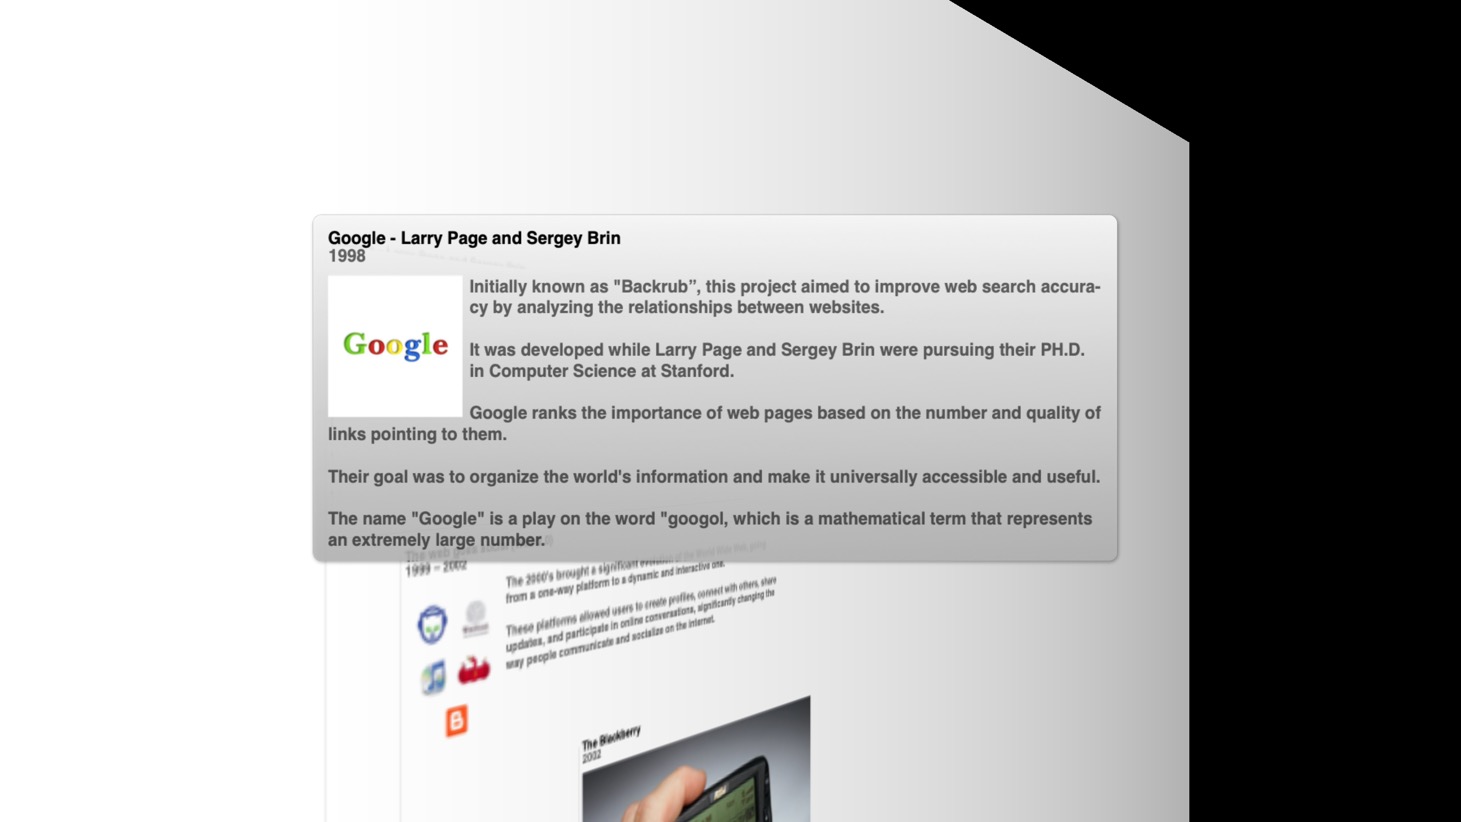 Google - Larry Page and Sergey Brin
1998
Initially known as "Backrub”, this project aimed to improve web search accura-
cy by analyzing the relationships between websites.
Google
It was developed while Larry Page and Sergey Brin were pursuing their PH.D.
in Computer Science at Stanford.
Google ranks the importance of web pages based on the number and quality of
links pointing to them.
Their goal was to organize the world's information and make it universally accessible and useful.
The name "Google" is a play on the word "googol, which is a mathematical term that represents
an extremely large number.
The web goes
1999 - 2002
The 2000's brought a significant evolution of the World Wide Web, going
from a one-way platform to a dynamic and interactive one.
These platforms allowed users to create profiles, connect with others, share
updates, and participate in online conversations, significantly changing the
way people communicate and socialize on the internet.
The Blackberry
2002